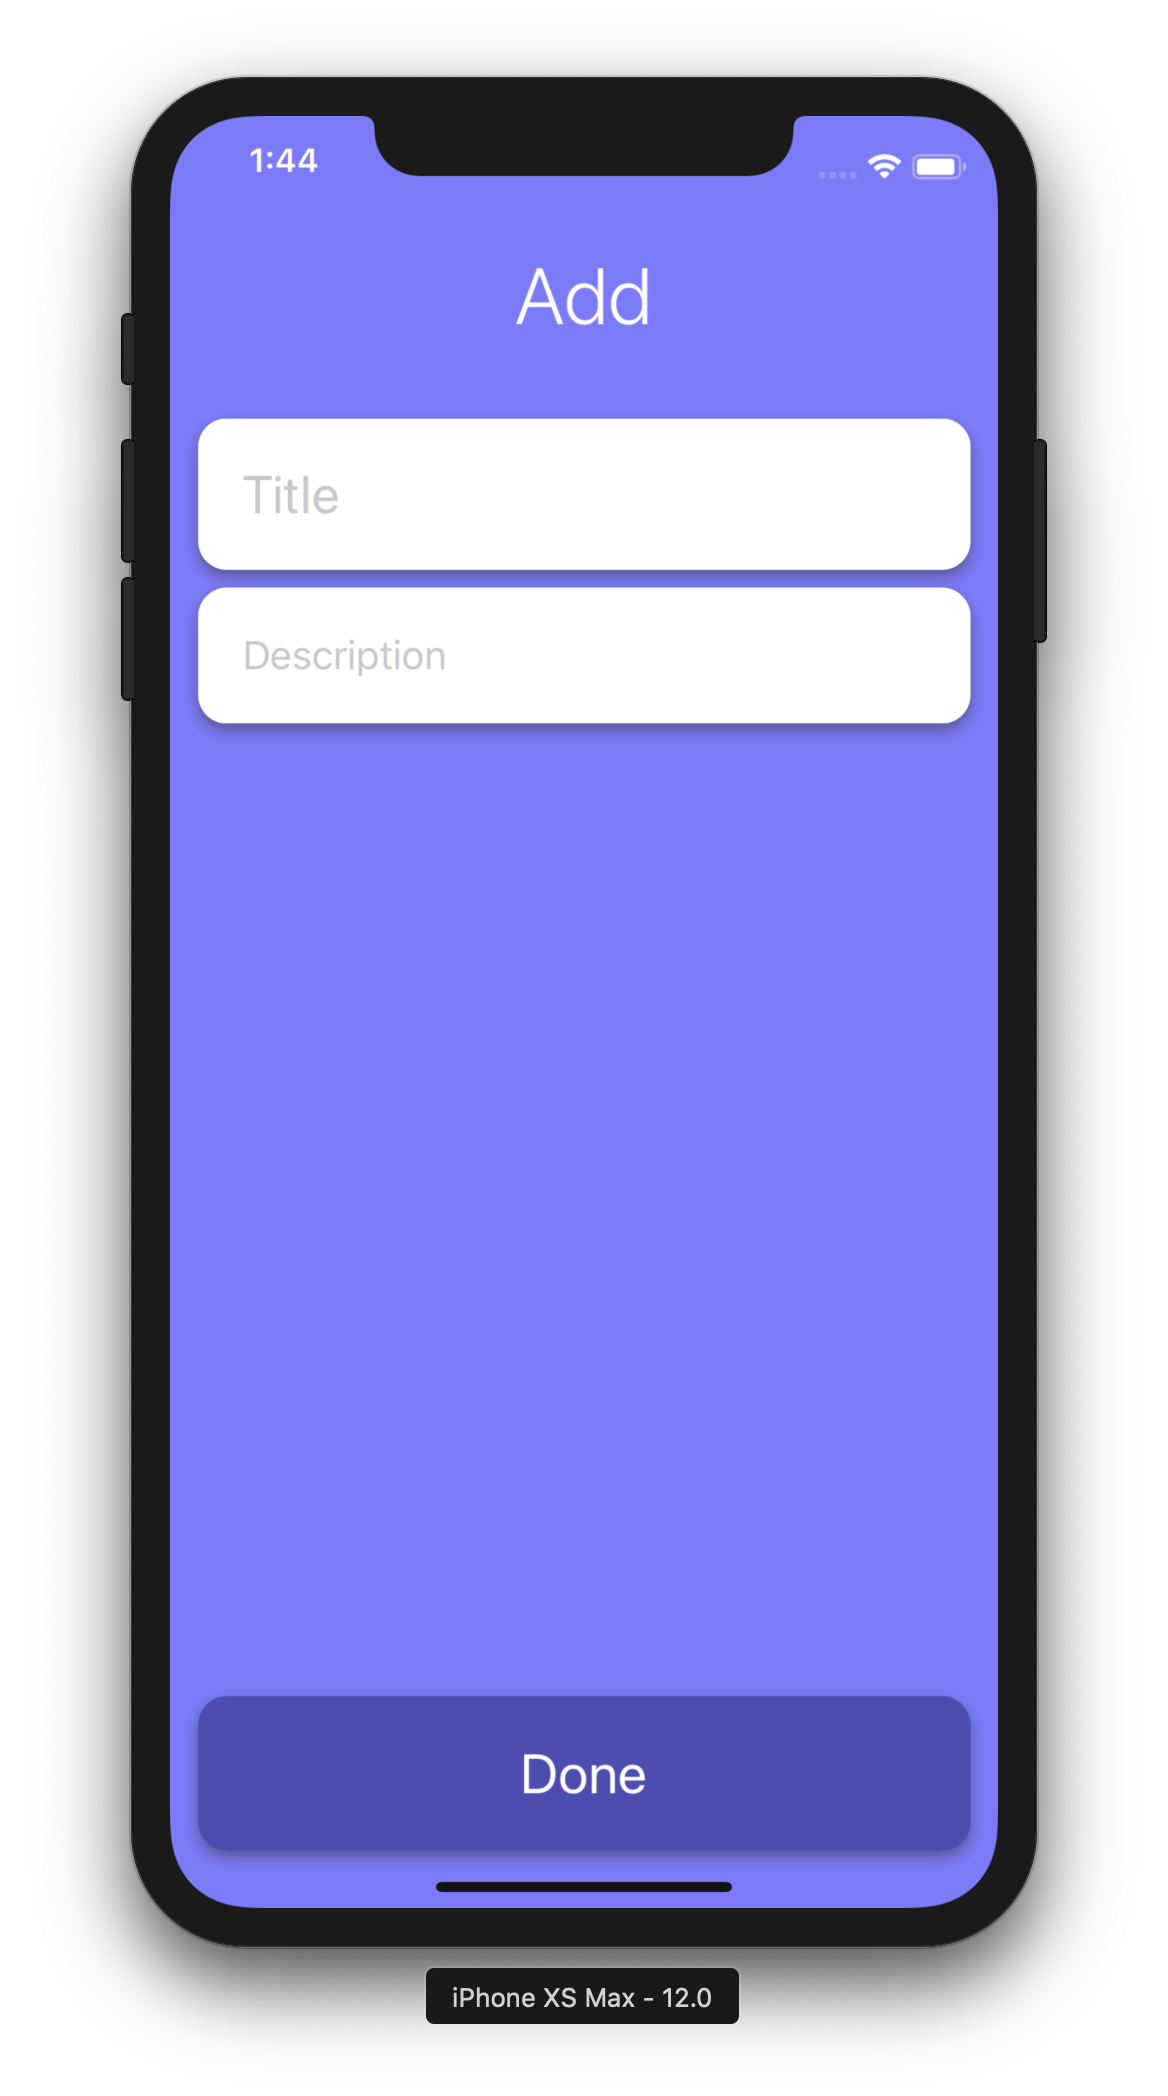 1:44
Add
Title
Description
Done
iPhone XS Max - 12.0